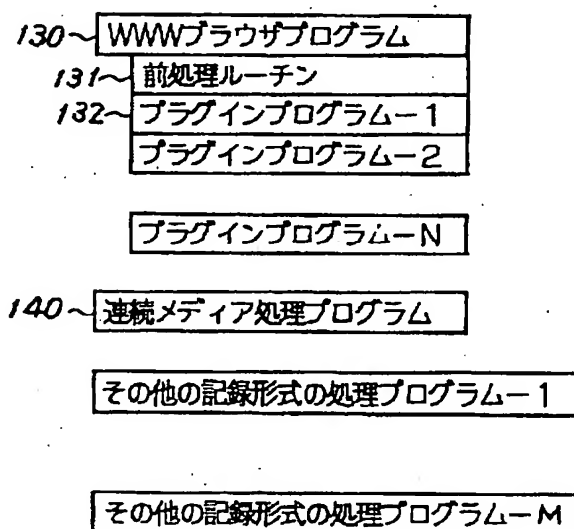 130~ WWWブラウザプログラム
131~ 前処理ルーチン
132~ プラグインプログラム−1
プラグインプログラム−2
プラグインプログラム−N
140~ 連続メディア処理プログラム
その他の記録形式の処理プログラム−1
その他の記録形式の処理プログラム−M